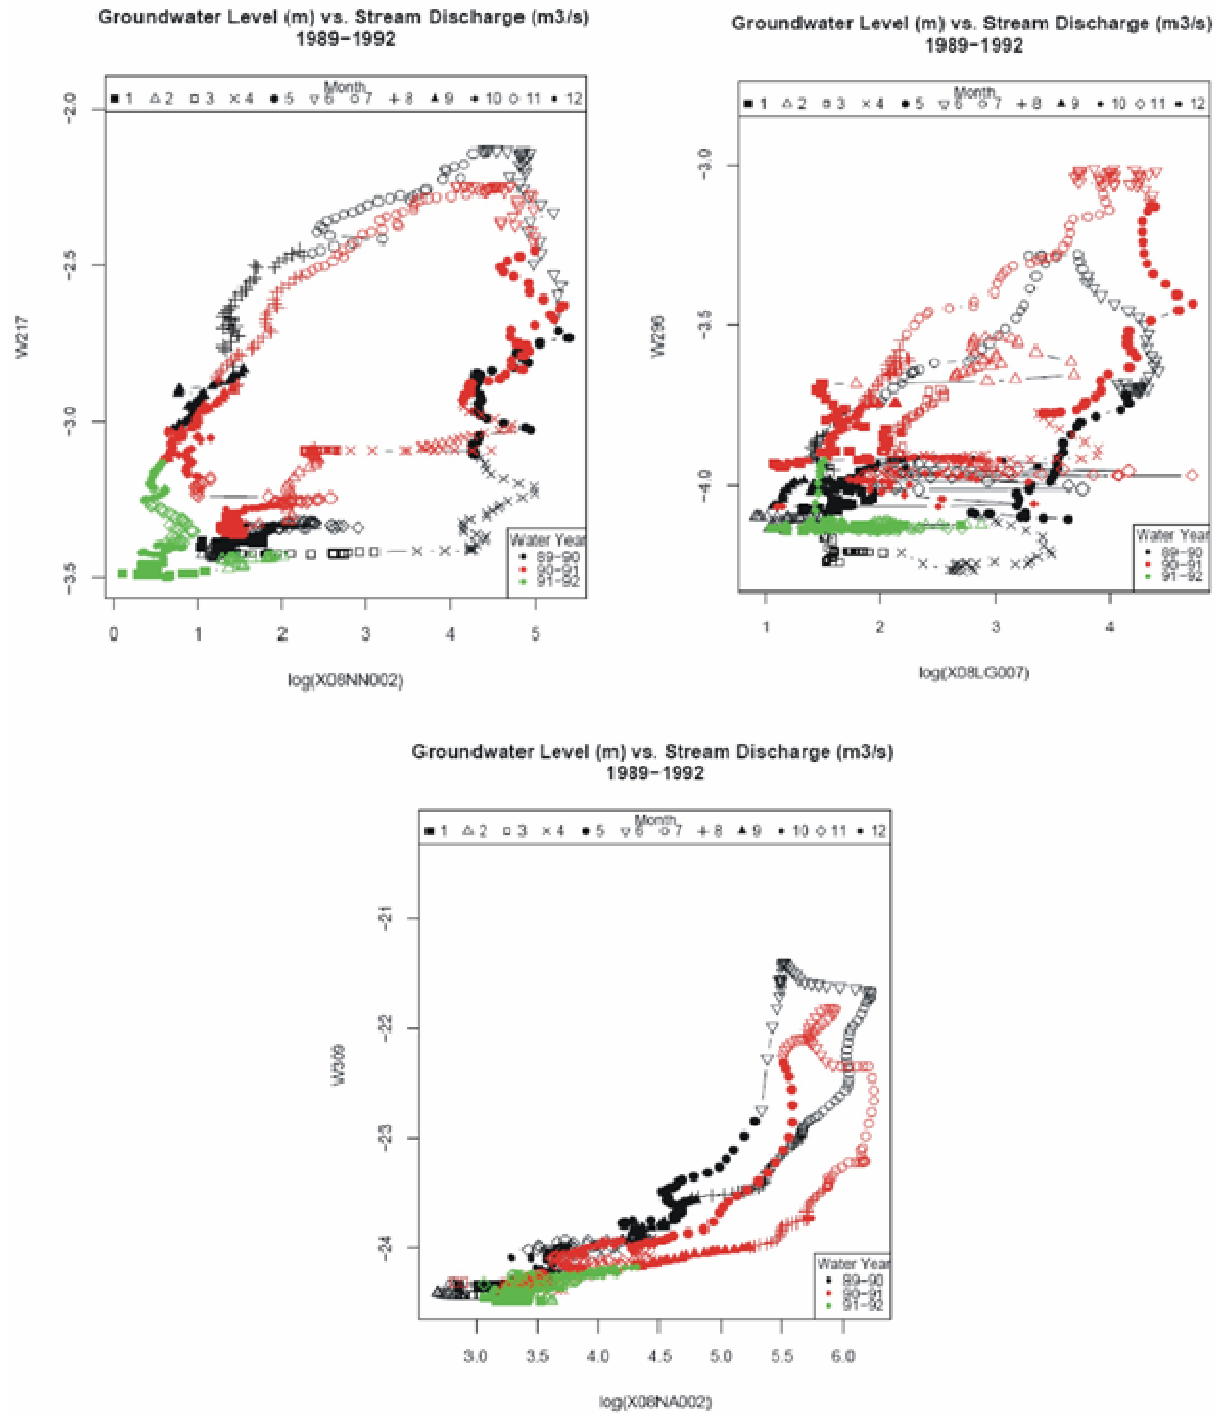 Groundwater Level (m) vs. Stream Discharge (m3/s)
1989-1992
Month
1 2 3 4 5 6 7 8 9 10 11 12
W217
-2.0
-2.5
-3.0
-3.5
0 1 2 3 4 5
log(X08NN002)
Water Year
89-90
90-91
91-92
Groundwater Level (m) vs. Stream Discharge (m3/s)
1989-1992
Month
1 2 3 4 5 6 7 8 9 10 11 12
W296
-3.0
-3.5
-4.0
1 2 3 4
log(X08LG007)
Water Year
89-90
90-91
91-92
Groundwater Level (m) vs. Stream Discharge (m3/s)
1989-1992
Month
1 2 3 4 5 6 7 8 9 10 11 12
W309
-21
-22
-23
-24
3.0 3.5 4.0 4.5 5.0 5.5 6.0
log(X08NA002)
Water Year
89-90
90-91
91-92